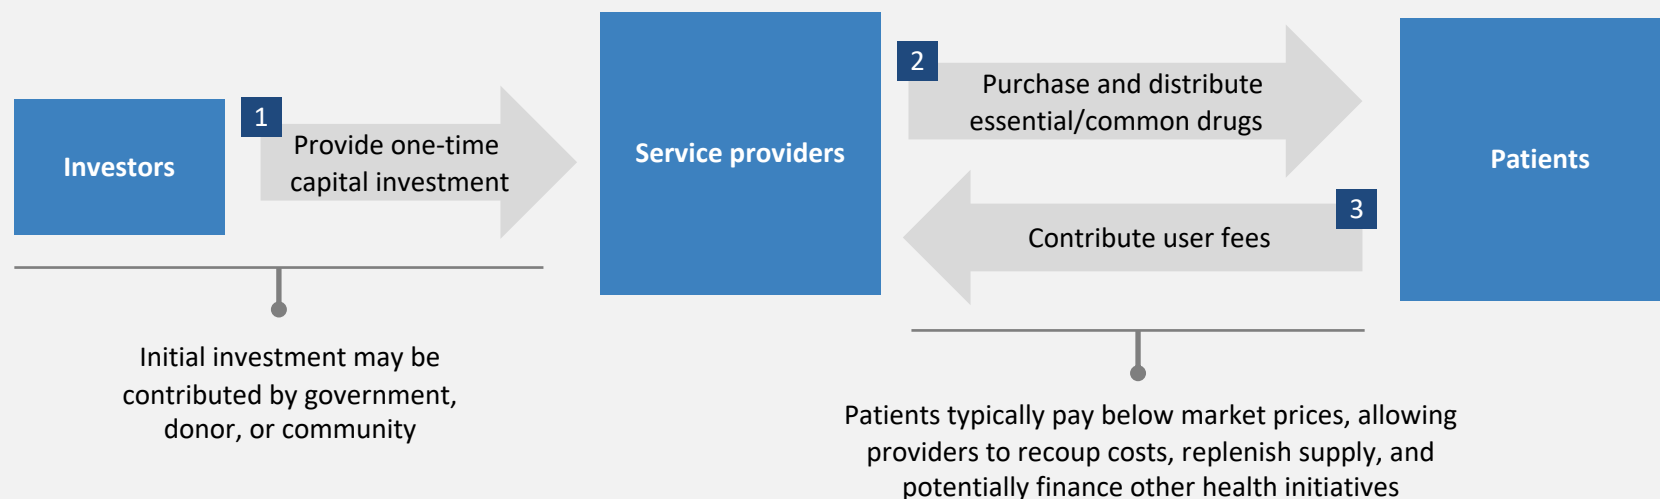 Investors
1
Provide one-time
capital investment
Service providers
2
Purchase and distribute
essential/common drugs
3
Contribute user fees
Patients
Initial investment may be
contributed by government,
donor, or community
Patients typically pay below market prices, allowing
providers to recoup costs, replenish supply, and
potentially finance other health initiatives